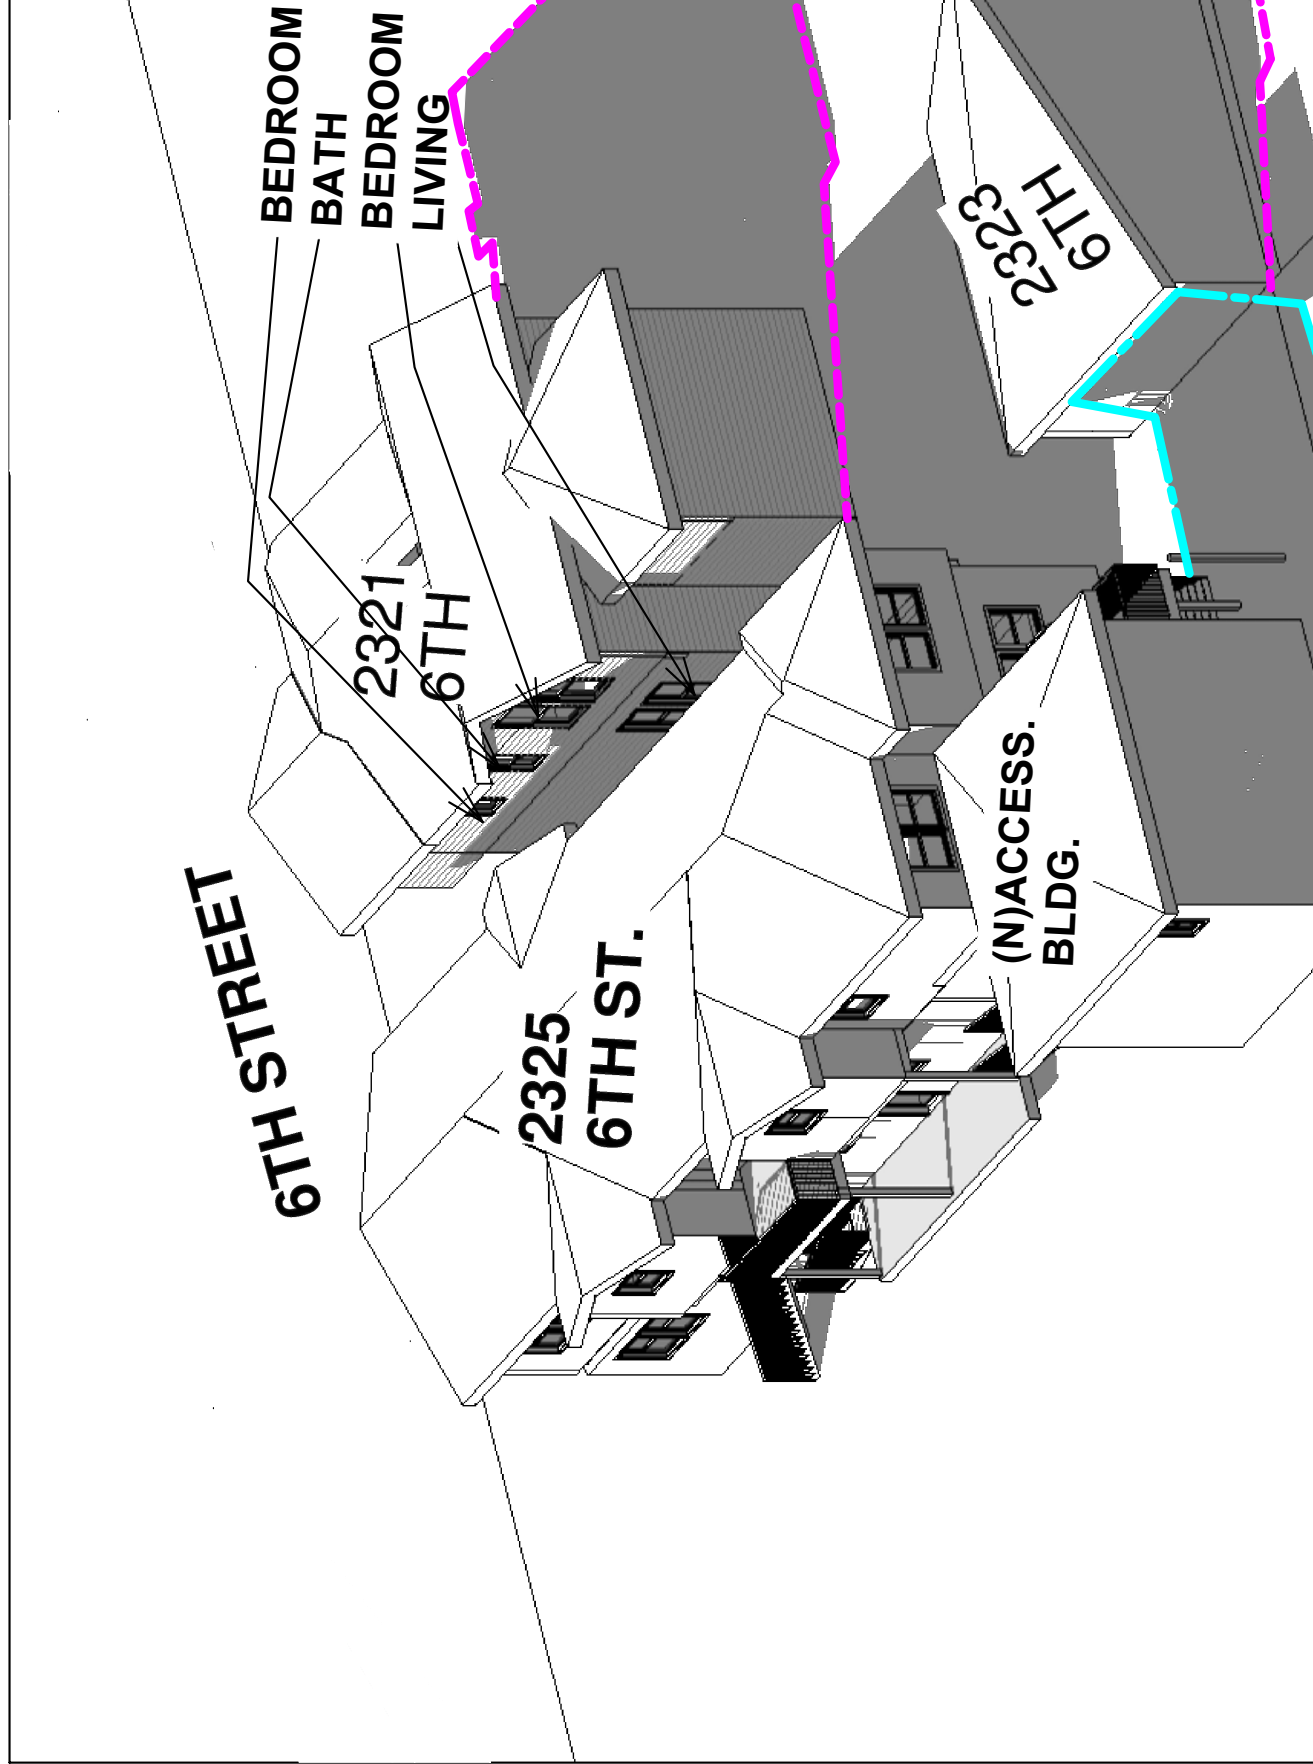 6TH STREET
BEDROOM
BATH
BEDROOM
LIVING
2321
6TH
2325
6TH ST.
2323
6TH
(N)ACCESS.
BLDG.